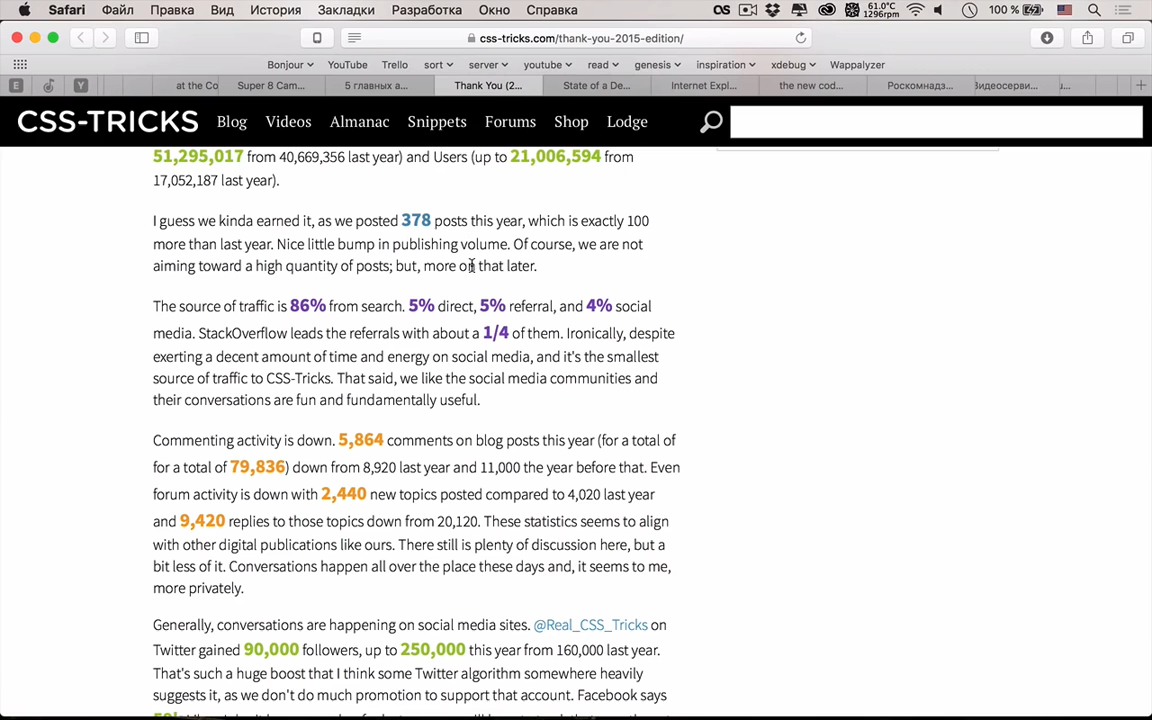 Safari Файл Правка Вид История Закладки Разработка Окно Справка 61.0°C 1296rpm 100 %
css-tricks.com/thank-you-2015-edition/
Bonjour YouTube Trello sort server youtube read genesis inspiration xdebug Wappalyzer
E Y at the Co Super 8 Cam... 5 главных а... Thank You (2... State of a De... Internet Expl... the new cod... Роскомнадз... Видеосерви...
CSS-TRICKS Blog Videos Almanac Snippets Forums Shop Lodge
51,295,017 from 40,669,356 last year) and Users (up to 21,006,594 from
17,052,187 last year).
I guess we kinda earned it, as we posted 378 posts this year, which is exactly 100
more than last year. Nice little bump in publishing volume. Of course, we are not
aiming toward a high quantity of posts; but, more on that later.
The source of traffic is 86% from search. 5% direct, 5% referral, and 4% social
media. StackOverflow leads the referrals with about a 1/4 of them. Ironically, despite
exerting a decent amount of time and energy on social media, and it's the smallest
source of traffic to CSS-Tricks. That said, we like the social media communities and
their conversations are fun and fundamentally useful.
Commenting activity is down. 5,864 comments on blog posts this year (for a total of
for a total of 79,836) down from 8,920 last year and 11,000 the year before that. Even
forum activity is down with 2,440 new topics posted compared to 4,020 last year
and 9,420 replies to those topics down from 20,120. These statistics seems to align
with other digital publications like ours. There still is plenty of discussion here, but a
bit less of it. Conversations happen all over the place these days and, it seems to me,
more privately.
Generally, conversations are happening on social media sites. @Real_CSS_Tricks on
Twitter gained 90,000 followers, up to 250,000 this year from 160,000 last year.
That's such a huge boost that I think some Twitter algorithm somewhere heavily
suggests it, as we don't do much promotion to support that account. Facebook says